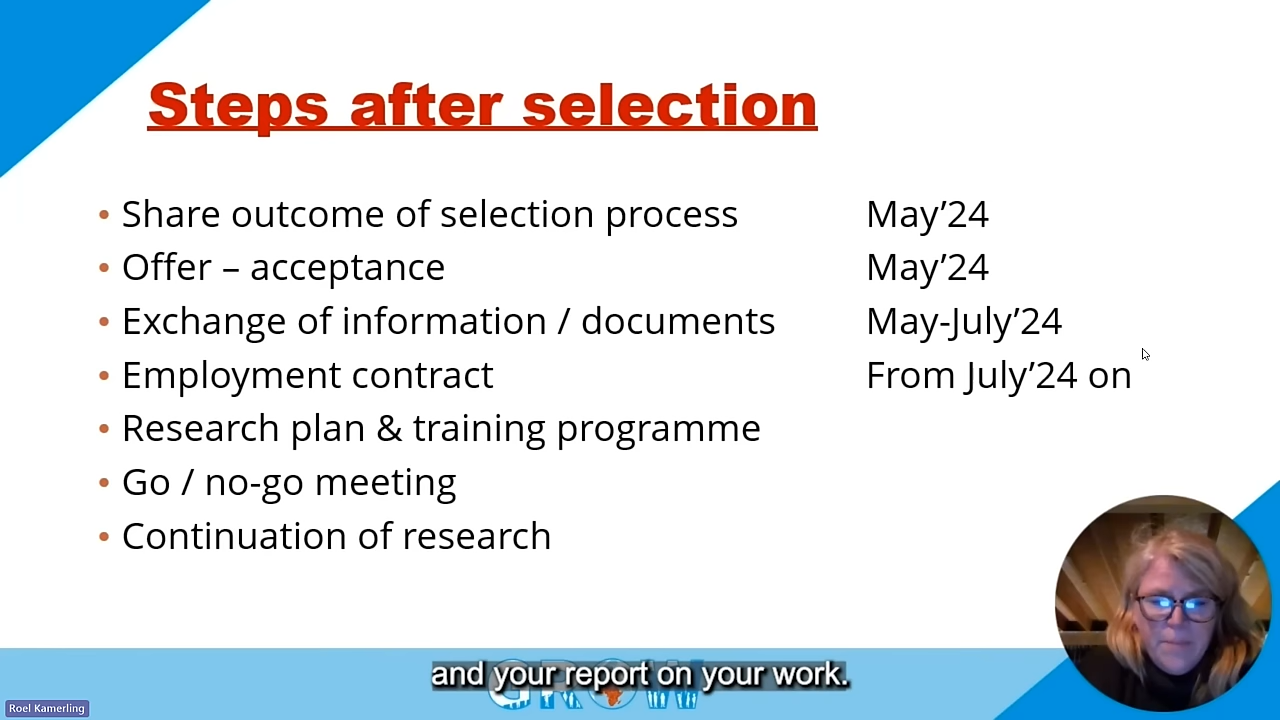 Steps after selection
• Share outcome of selection process May’24
• Offer – acceptance May’24
• Exchange of information / documents May-July’24
• Employment contract From July’24 on
• Research plan & training programme
• Go / no-go meeting
• Continuation of research
and your report on your work.
GROW
Roel Kamerling